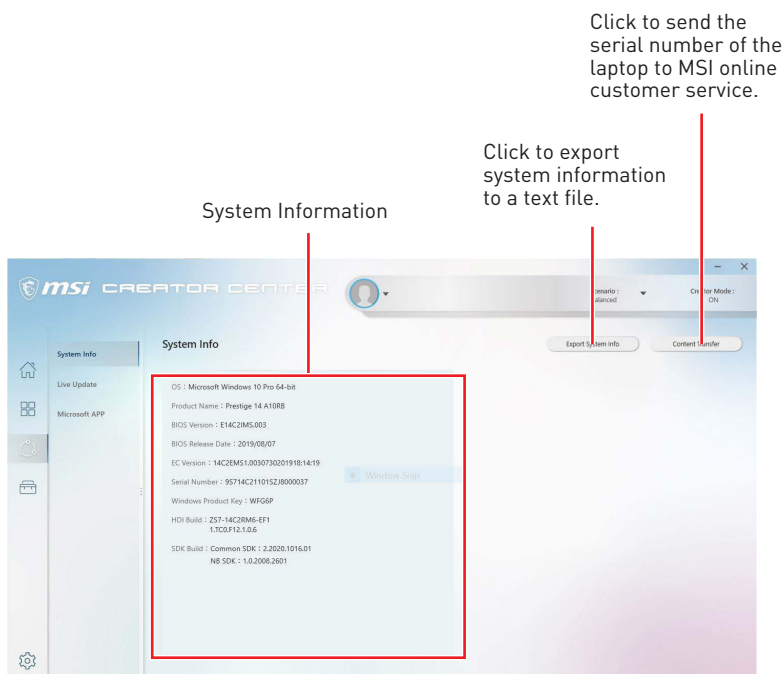 Click to send the
serial number of the
laptop to MSI online
customer service.
Click to export
system information
to a text file.
System Information
msi CREATOR CENTER
Balanced
Creator Mode :
ON
System Info
Live Update
Microsoft APP
System Info
Export System Info
Content Transfer
OS : Microsoft Windows 10 Pro 64-bit
Product Name : Prestige 14 A10RB
BIOS Version : E14C2IMS.003
BIOS Release Date : 2019/08/07
EC Version : 14C2EMS1.0030730201918:14:19
Serial Number : 9S714C21101SZJ8000037
Windows Product Key : WFG6P
HDI Build : ZS7-14C2RM6-EF1
1.TC0.F12.1.0.6
SDK Build : Common SDK : 2.2020.1016.01
NB SDK : 1.0.2008.2601
Window Snip